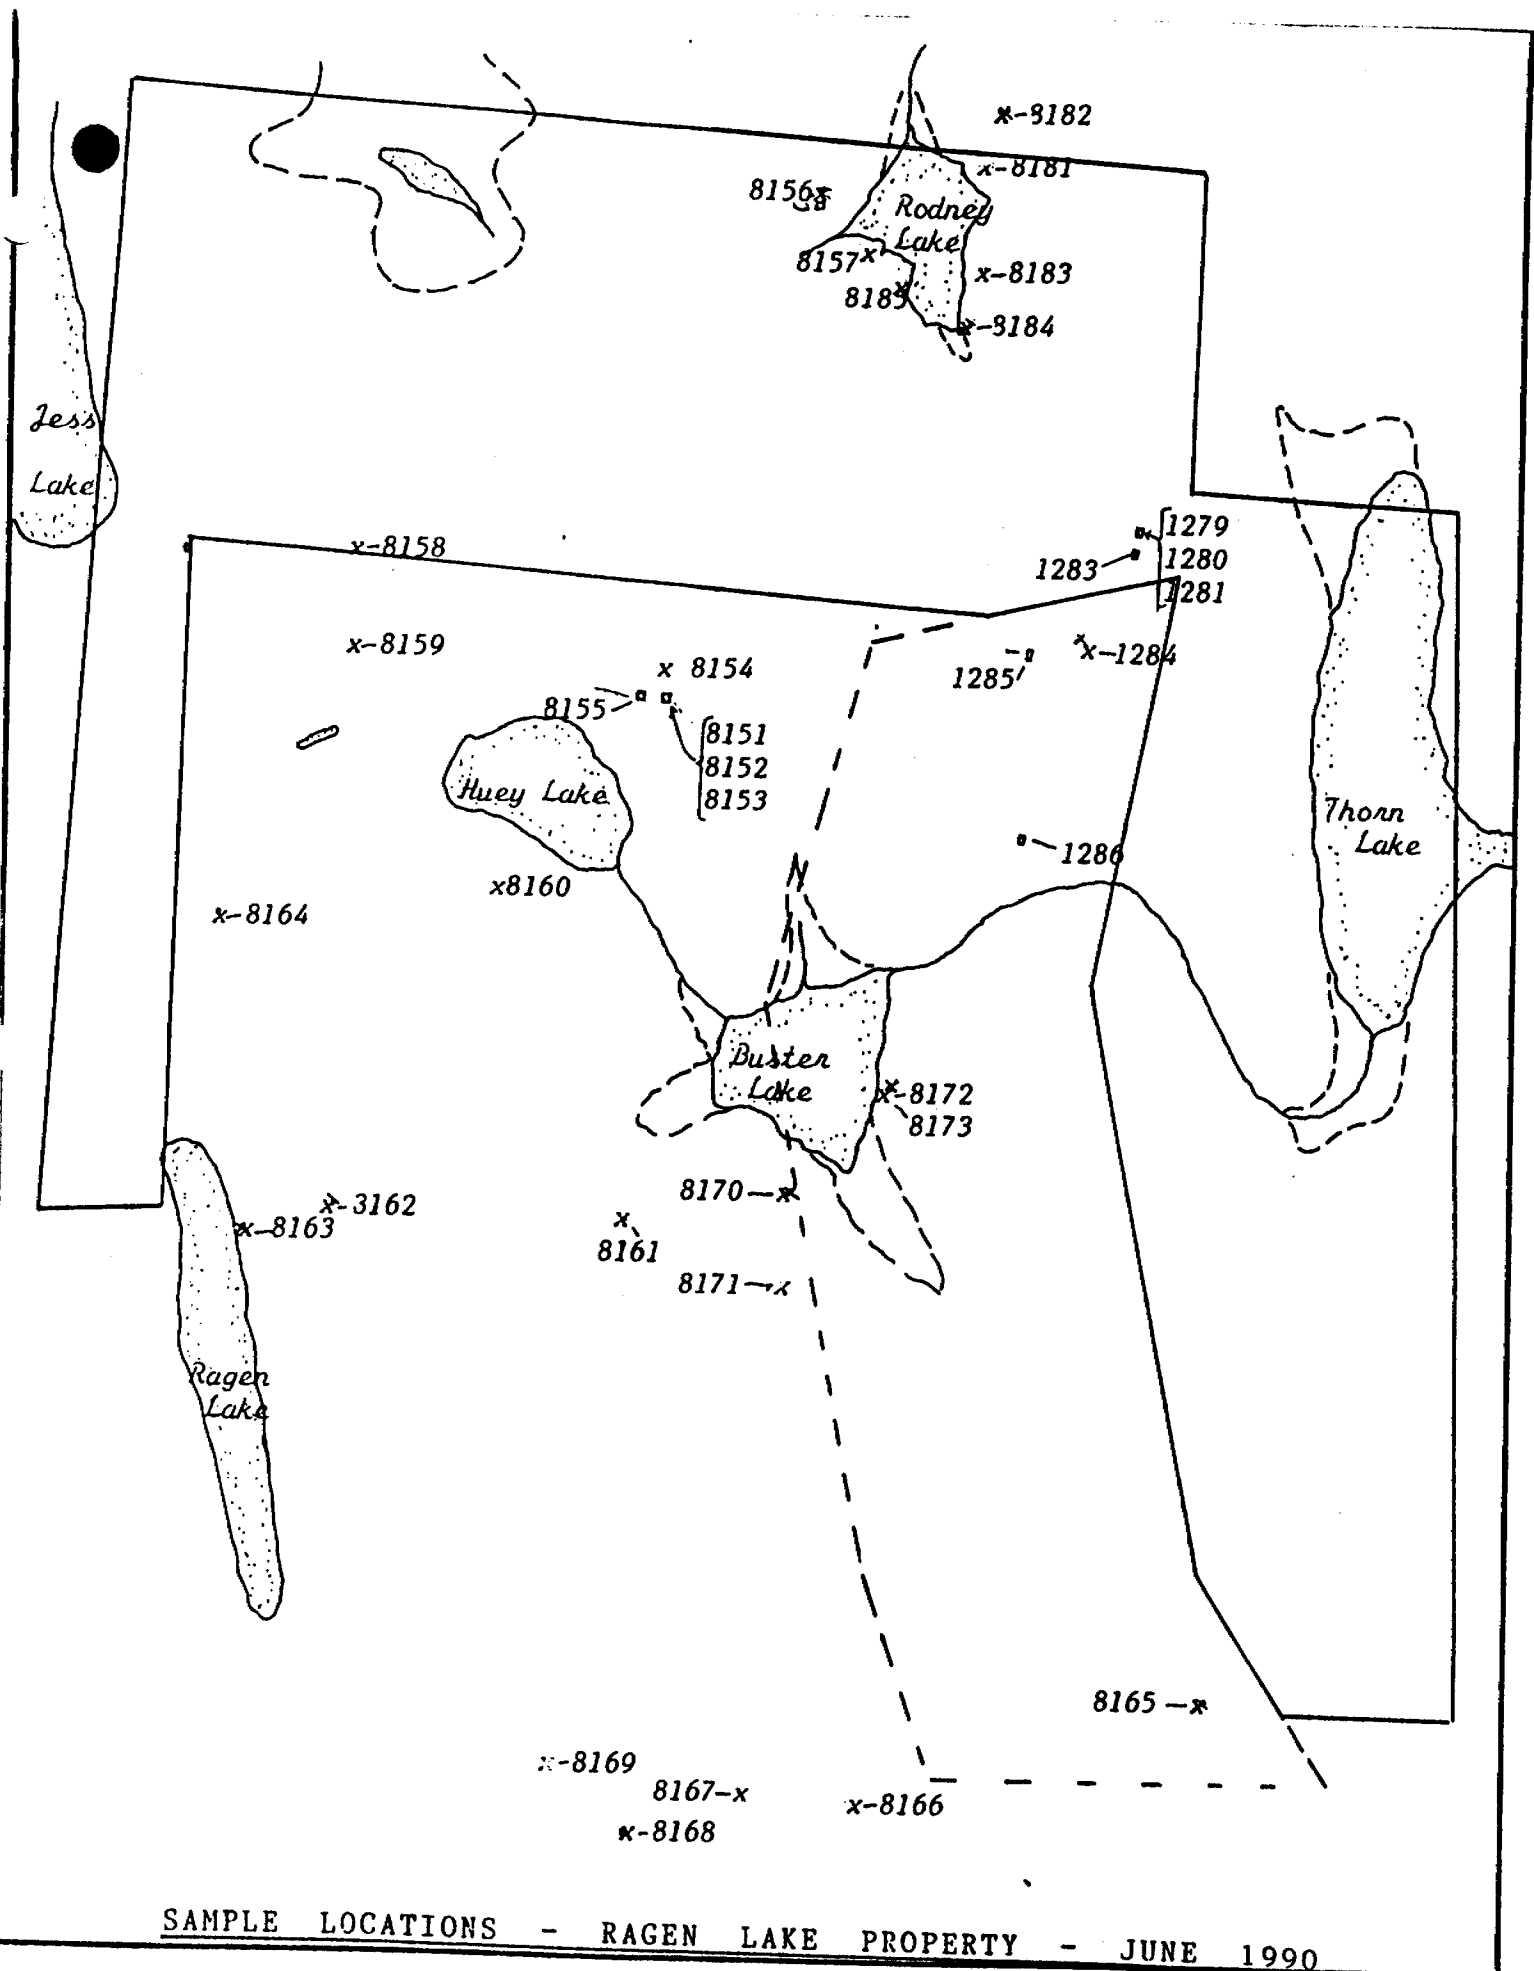 x-8182
x-8181
8156x
Rodney
Lake
8157x
x-8183
8185
x-8184
Jess
Lake
x-8158
1279
1280
1281
1283
x-8159
x-1284
1285
x 8154
8155
8151
8152
8153
Huey Lake
Thorn
Lake
1286
x8160
x-8164
Buster
Lake
x-8172
8173
8170-x
x-3162
x-8163
x
8161
8171-x
Ragen
Lake
8165-x
x-8169
8167-x
x-8166
x-8168
SAMPLE LOCATIONS - RAGEN LAKE PROPERTY - JUNE 1990